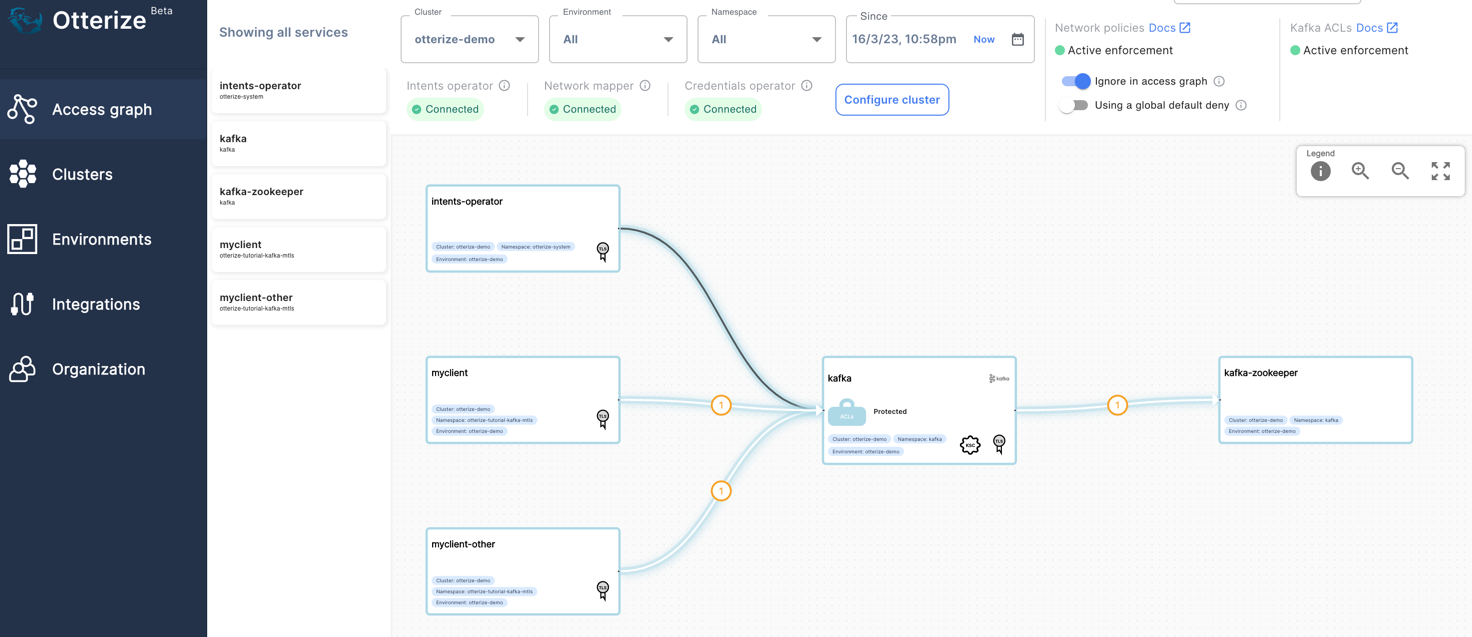 Otterize Beta
Access graph
Clusters
Environments
Integrations
Organization
Showing all services
intents-operator
otterize-system
kafka
kafka
kafka-zookeeper
kafka
myclient
otterize-tutorial-kafka-mtls
myclient-other
otterize-tutorial-kafka-mtls
Cluster
otterize-demo
Environment
All
Namespace
All
Since
16/3/23, 10:58pm Now
Intents operator
Connected
Network mapper
Connected
Credentials operator
Connected
Configure cluster
Network policies Docs
Active enforcement
Ignore in access graph
Using a global default deny
Kafka ACLs Docs
Active enforcement
Legend
intents-operator
Cluster: otterize-demo Namespace: otterize-system
Environment: otterize-demo
TLS
myclient
Cluster: otterize-demo
Namespace: otterize-tutorial-kafka-mtls
Environment: otterize-demo
TLS
1
myclient-other
Cluster: otterize-demo
Namespace: otterize-tutorial-kafka-mtls
Environment: otterize-demo
TLS
1
kafka
kafka
ACLs
Protected
Cluster: otterize-demo Namespace: kafka
Environment: otterize-demo
KSC
TLS
1
kafka-zookeeper
Cluster: otterize-demo Namespace: kafka
Environment: otterize-demo